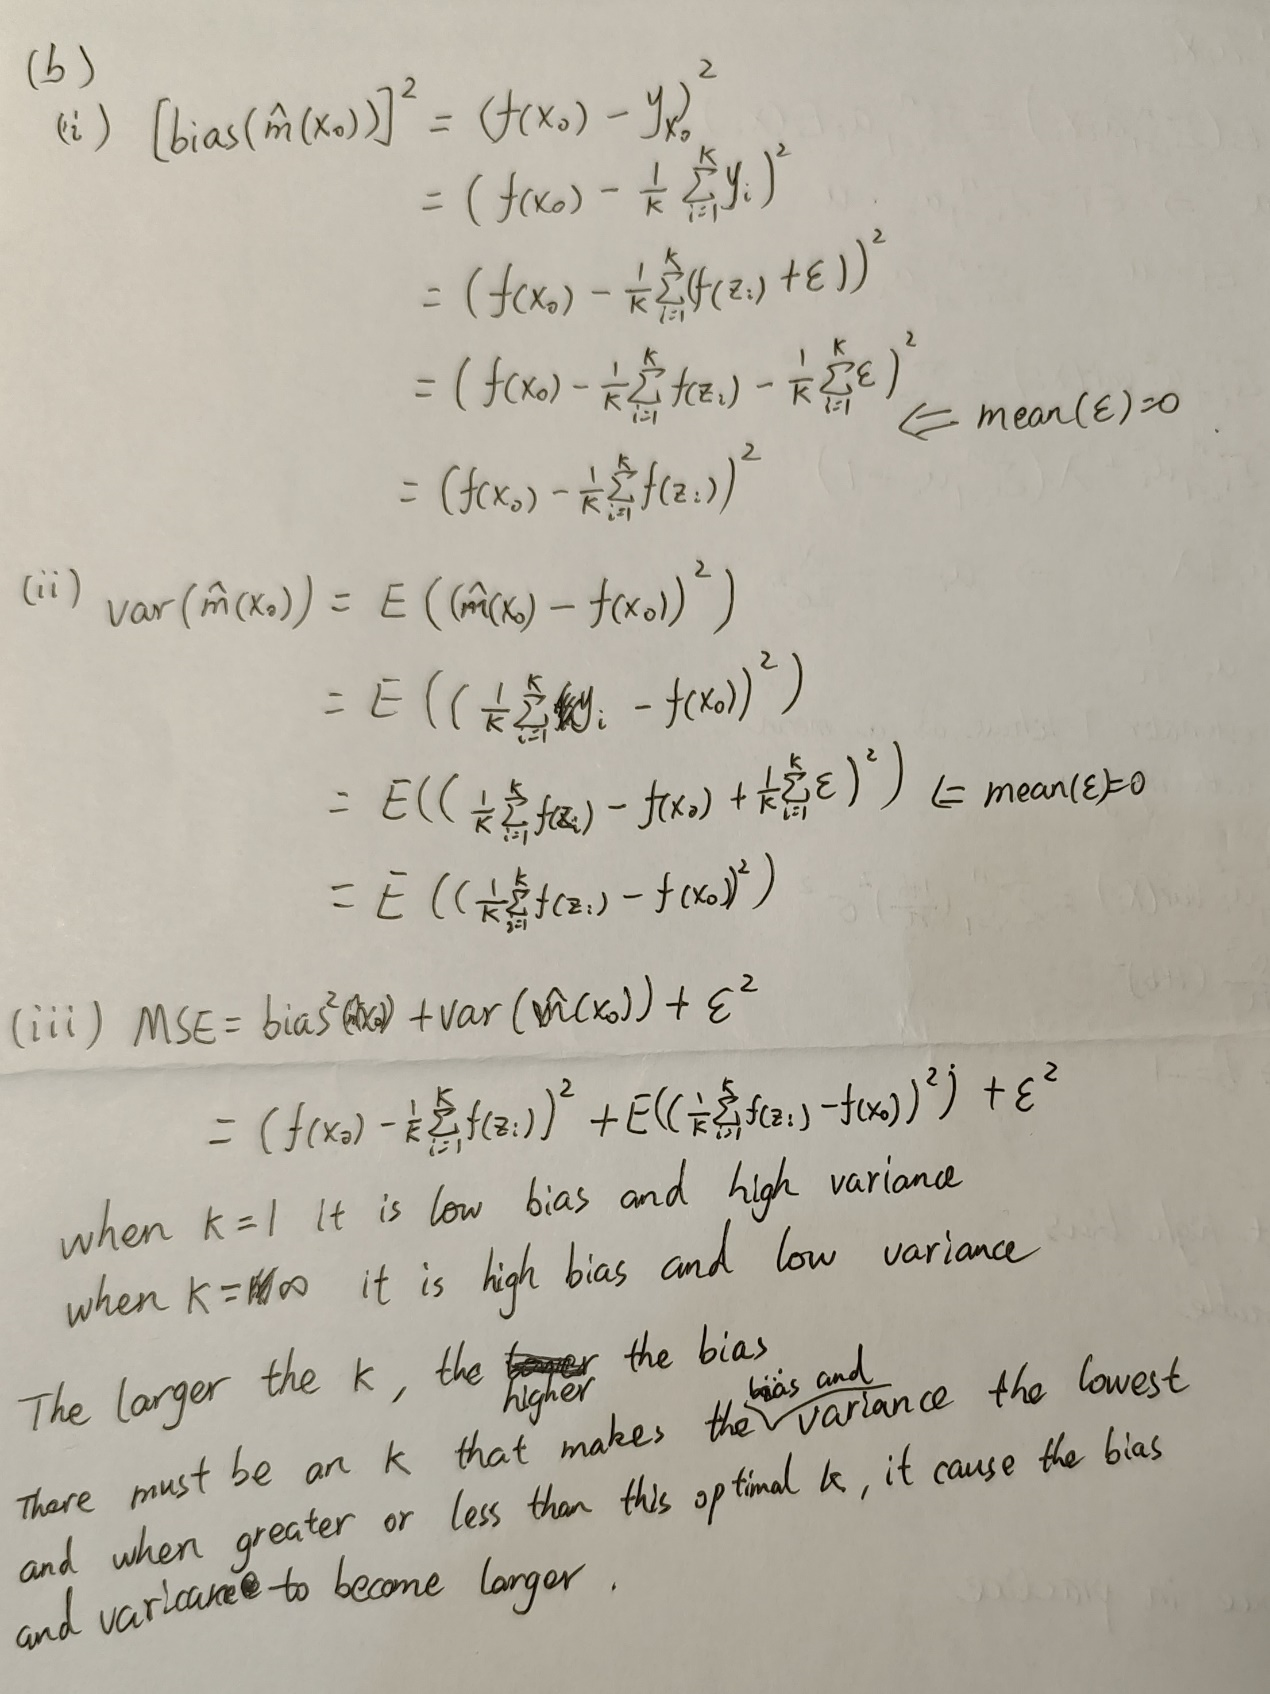 (b)
(i) [bias(m̂(x₀))]² = (f(x₀) - y_x₀)²
= (f(x₀) - 1/K Σ_{i=1}^{K} y_i)²
= (f(x₀) - 1/K Σ_{i=1}^{K} (f(z_i) + ε))²
= (f(x₀) - 1/K Σ_{i=1}^{K} f(z_i) - 1/K Σ_{i=1}^{K} ε)² ⇐ mean(ε)=0
= (f(x₀) - 1/K Σ_{i=1}^{K} f(z_i))²
(ii) var(m̂(x₀)) = E((m̂(x₀) - f(x₀))²)
= E((1/K Σ_{i=1}^{K} y_i - f(x₀))²)
= E((1/K Σ_{i=1}^{K} f(z_i) - f(x₀) + 1/K Σ_{i=1}^{K} ε)²) ⇐ mean(ε)=0
= E((1/K Σ_{i=1}^{K} f(z_i) - f(x₀))²)
(iii) MSE = bias²(m̂(x₀)) + var(m̂(x₀)) + ε²
= (f(x₀) - 1/K Σ_{i=1}^{K} f(z_i))² + E((1/K Σ_{i=1}^{K} f(z_i) - f(x₀))²) + ε²
when k=1 it is low bias and high variance
when k=∞ it is high bias and low variance
The larger the k, the higher the bias
There must be an k that makes the bias and variance the lowest
and when greater or less than this optimal k, it cause the bias
and varicance to become larger.